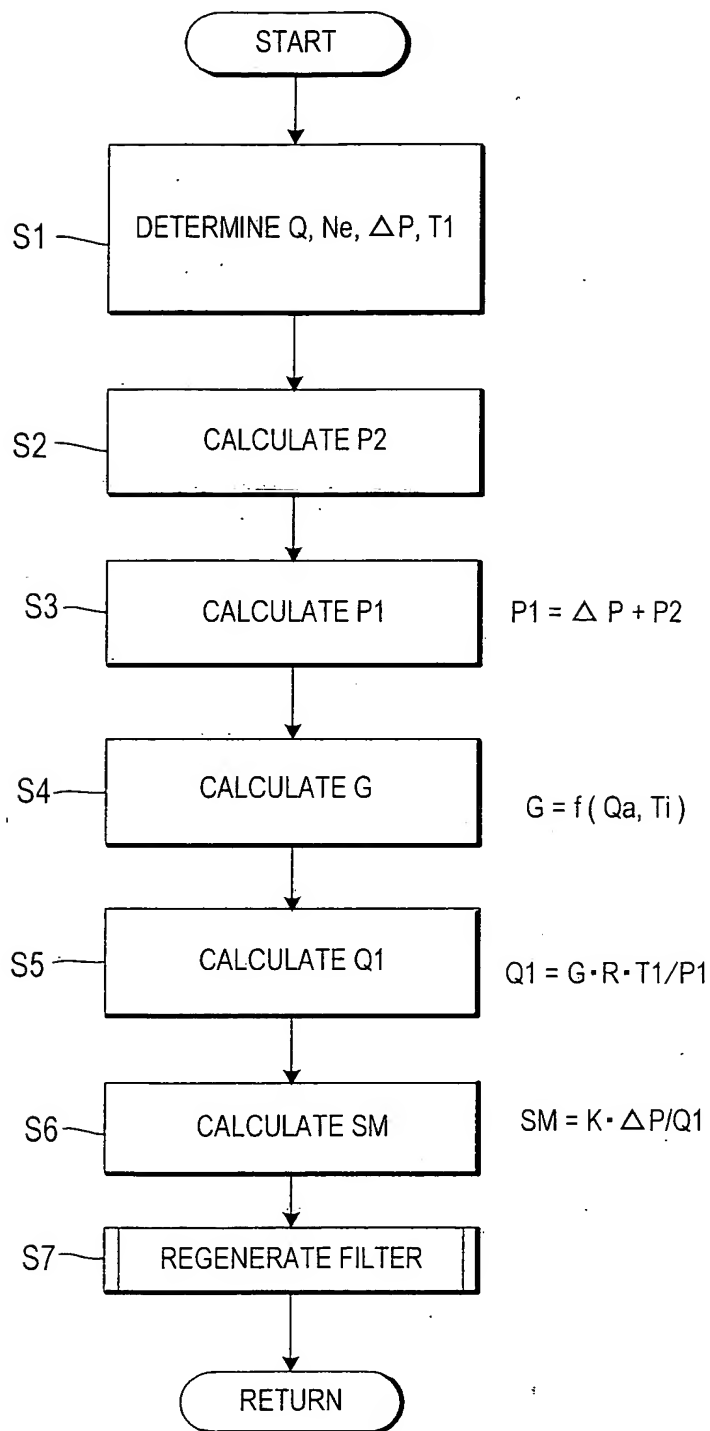 START
S1
DETERMINE Q, Ne, △P, T1
S2
CALCULATE P2
S3
CALCULATE P1
P1 = △ P + P2
S4
CALCULATE G
G = f ( Qa, Ti )
S5
CALCULATE Q1
Q1 = G・R・T1/P1
S6
CALCULATE SM
SM = K・△P/Q1
S7
REGENERATE FILTER
RETURN